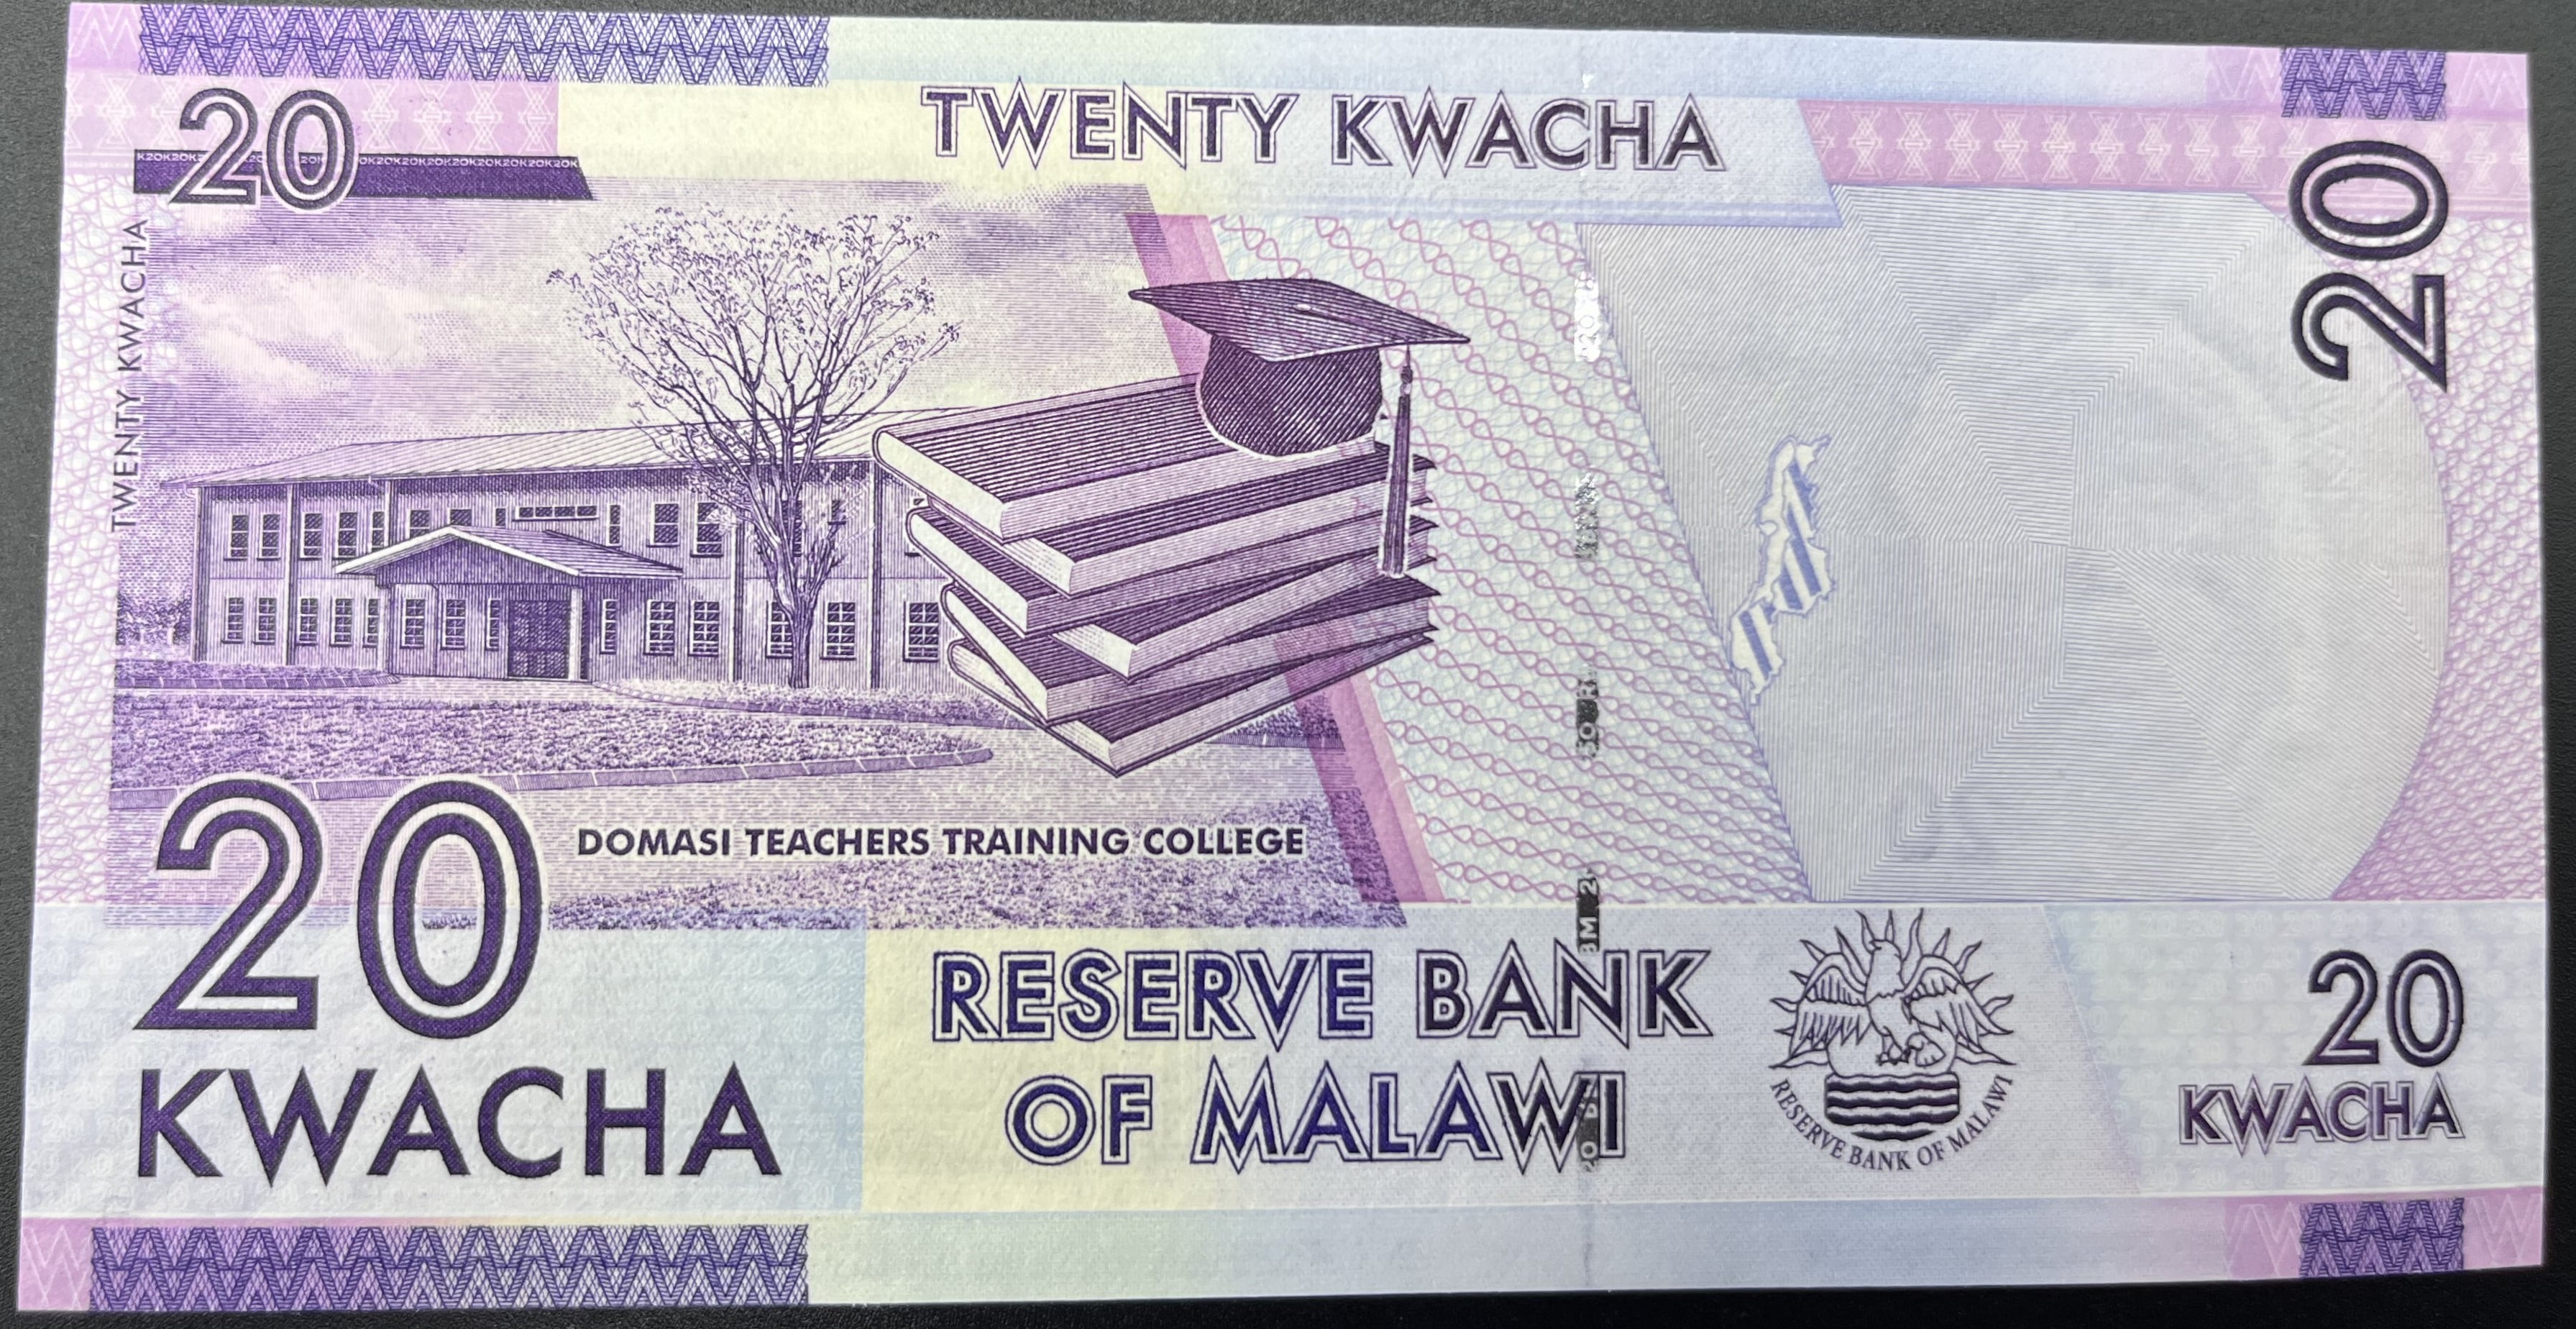 20
TWENTY KWACHA
20
K20K20K20K20K20K20K20K20K20K20K
TWENTY KWACHA
DOMASI TEACHERS TRAINING COLLEGE
20
KWACHA
RESERVE BANK
OF MALAWI
RESERVE BANK OF MALAWI
20
KWACHA